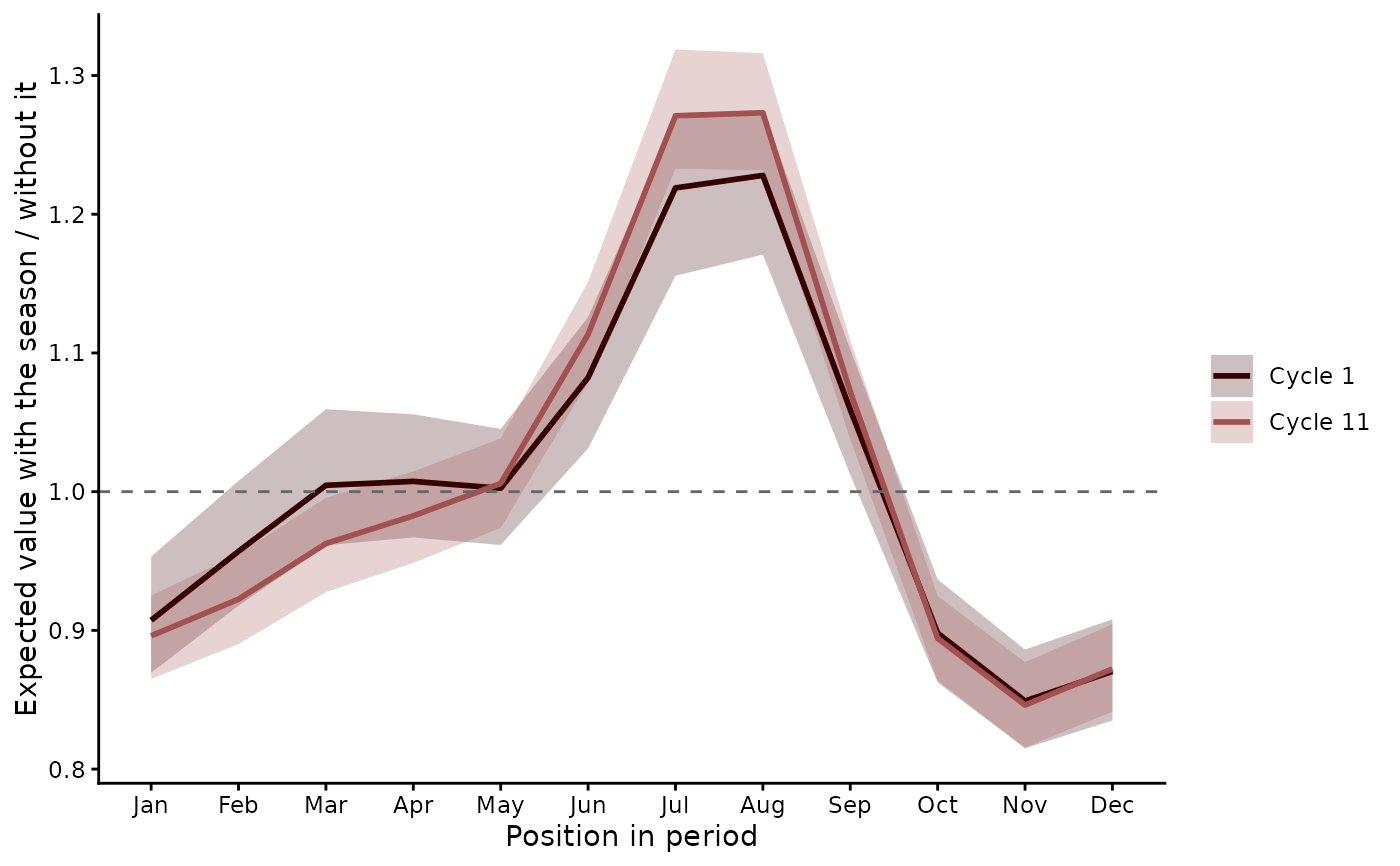 Expected value with the season / without it
1.3
1.2
1.1
1.0
0.9
0.8
Jan Feb Mar Apr May Jun Jul Aug Sep Oct Nov Dec
Position in period
Cycle 1
Cycle 11